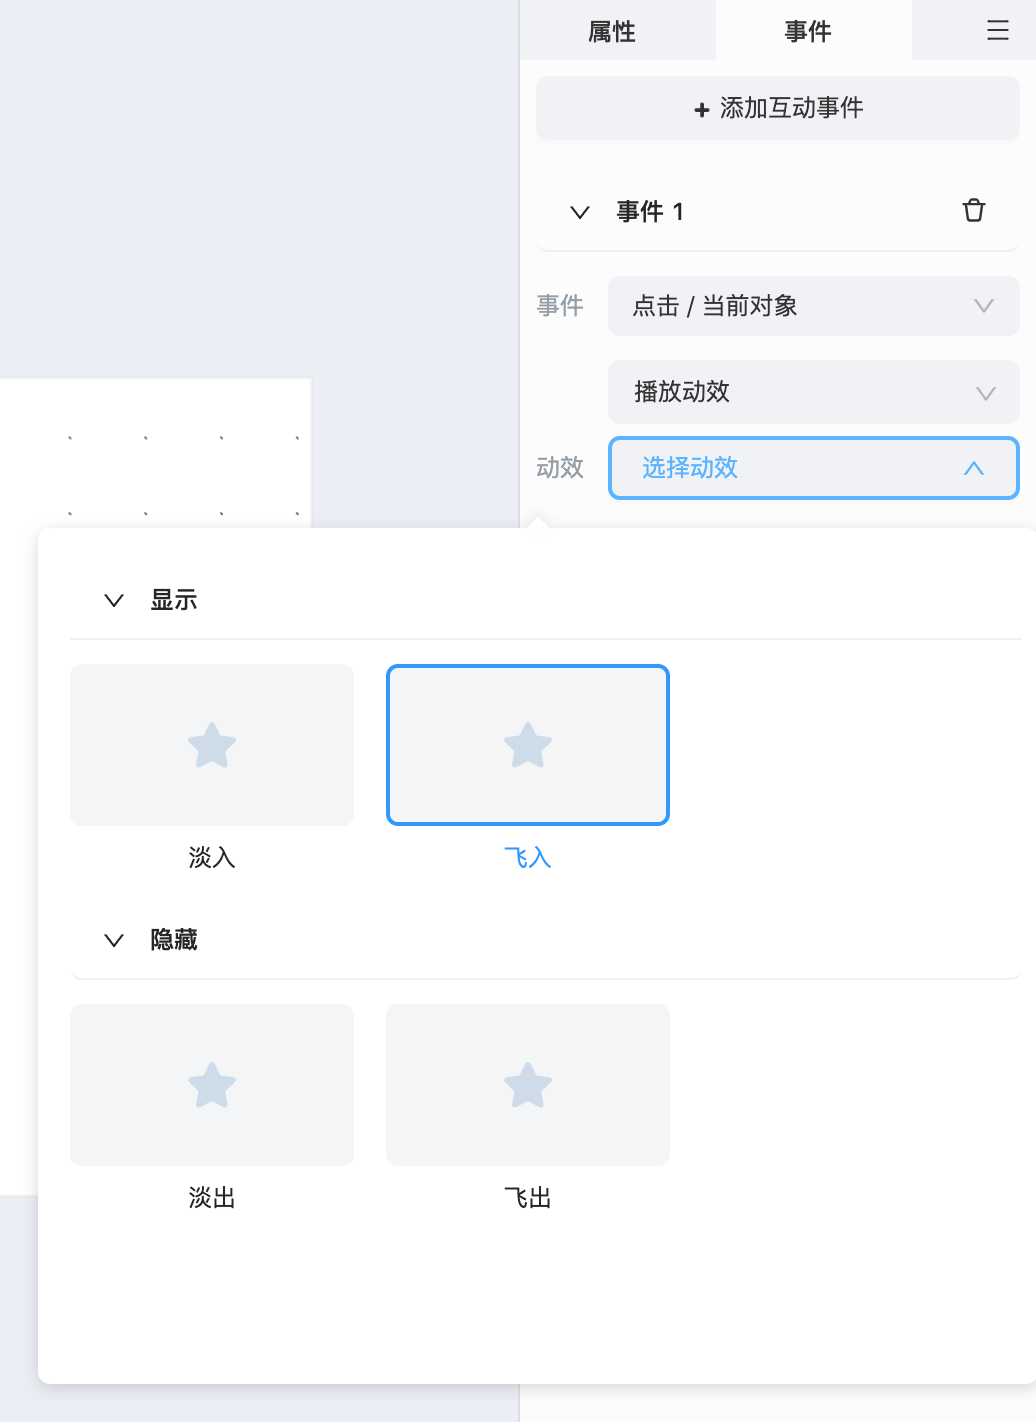 属性 事件
+ 添加互动事件
事件 1
事件 点击 / 当前对象
播放动效
动效 选择动效
显示
淡入 飞入
隐藏
淡出 飞出